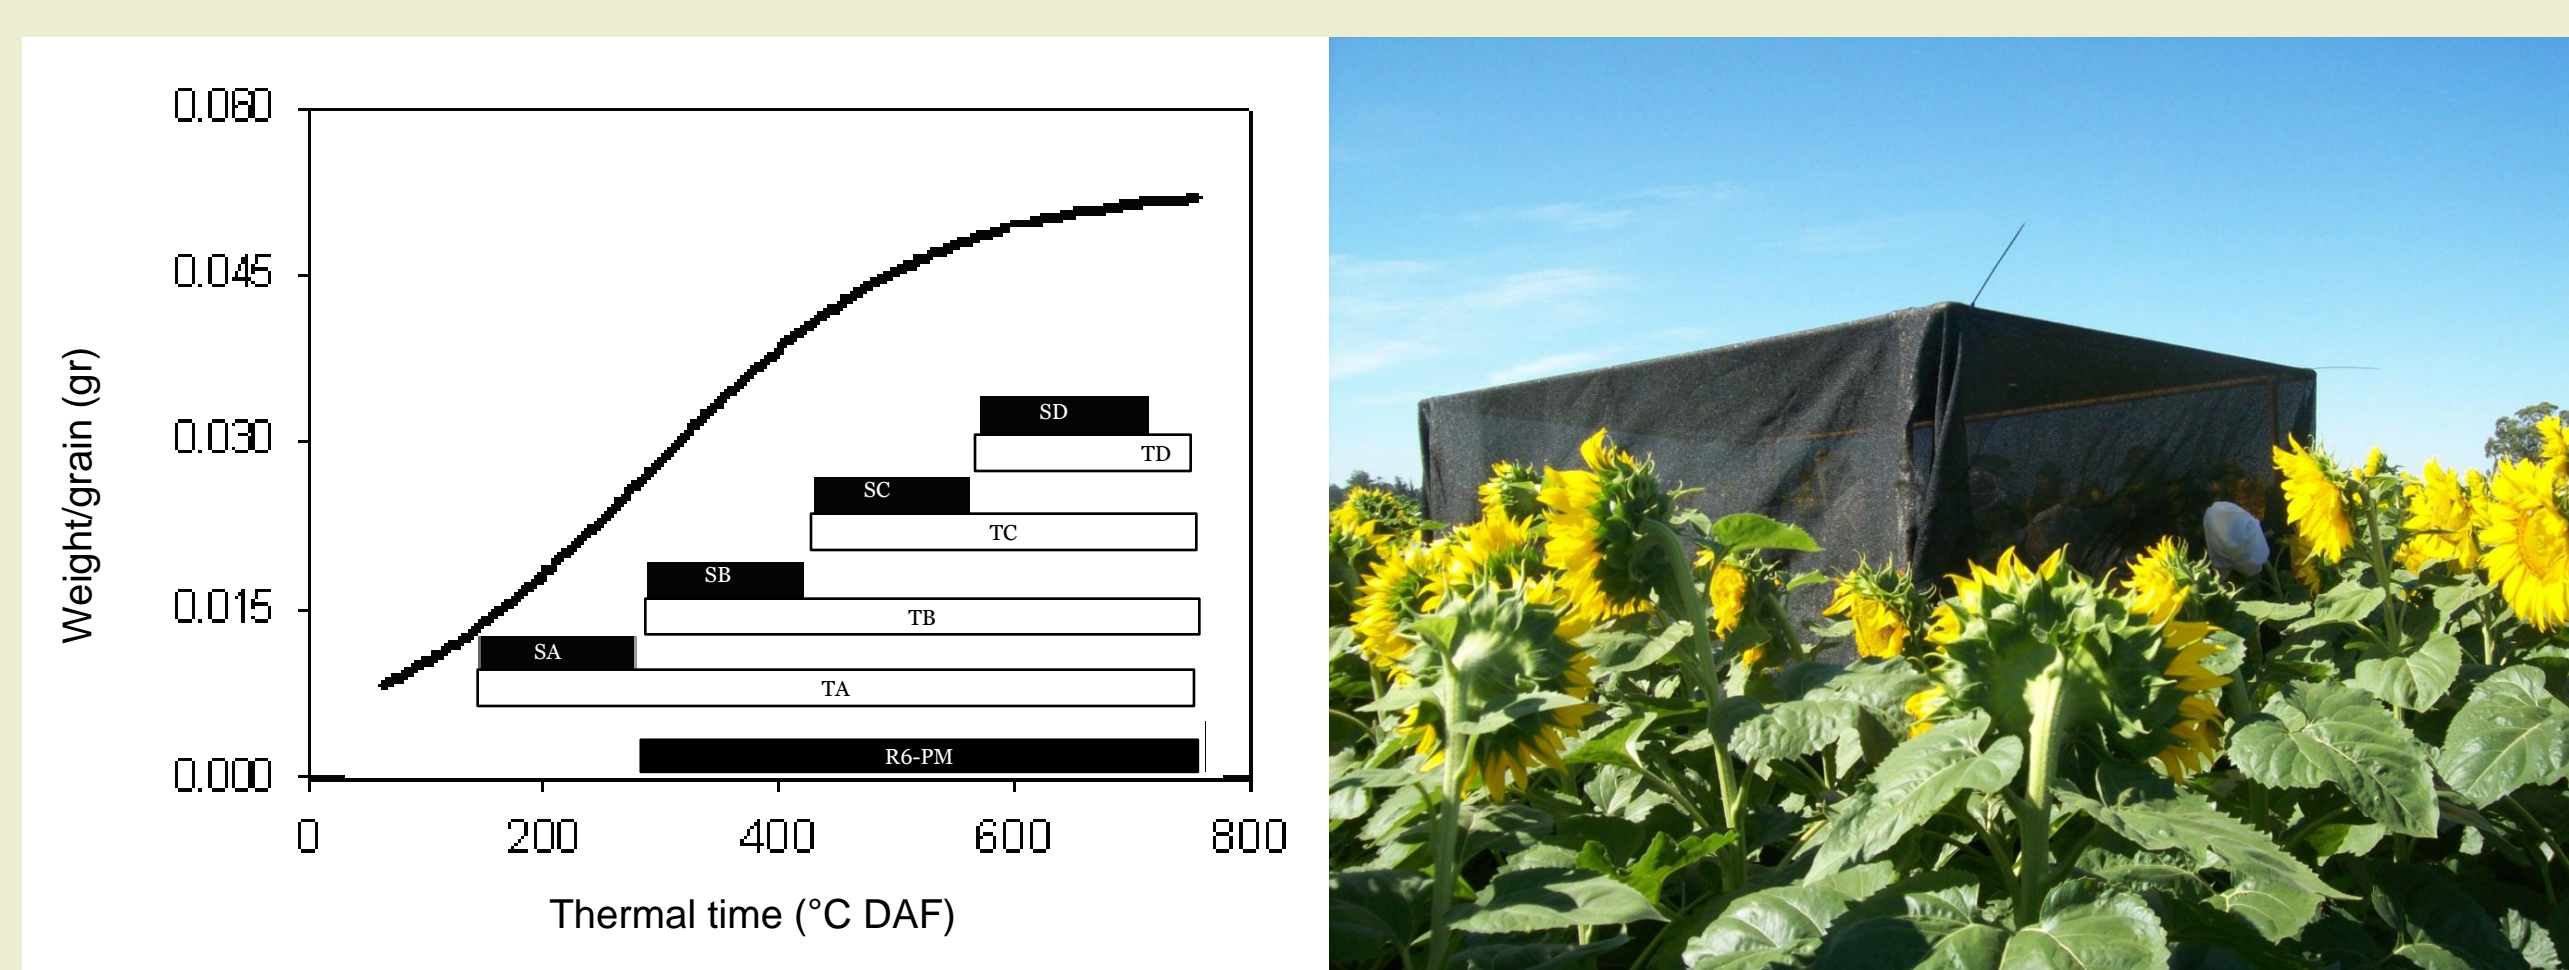 0.060
0.045
0.030
0.015
0.000
Weight/grain (gr)
SD
TD
SC
TC
SB
TB
SA
TA
R6-PM
0 200 400 600 800
Thermal time (°C DAF)